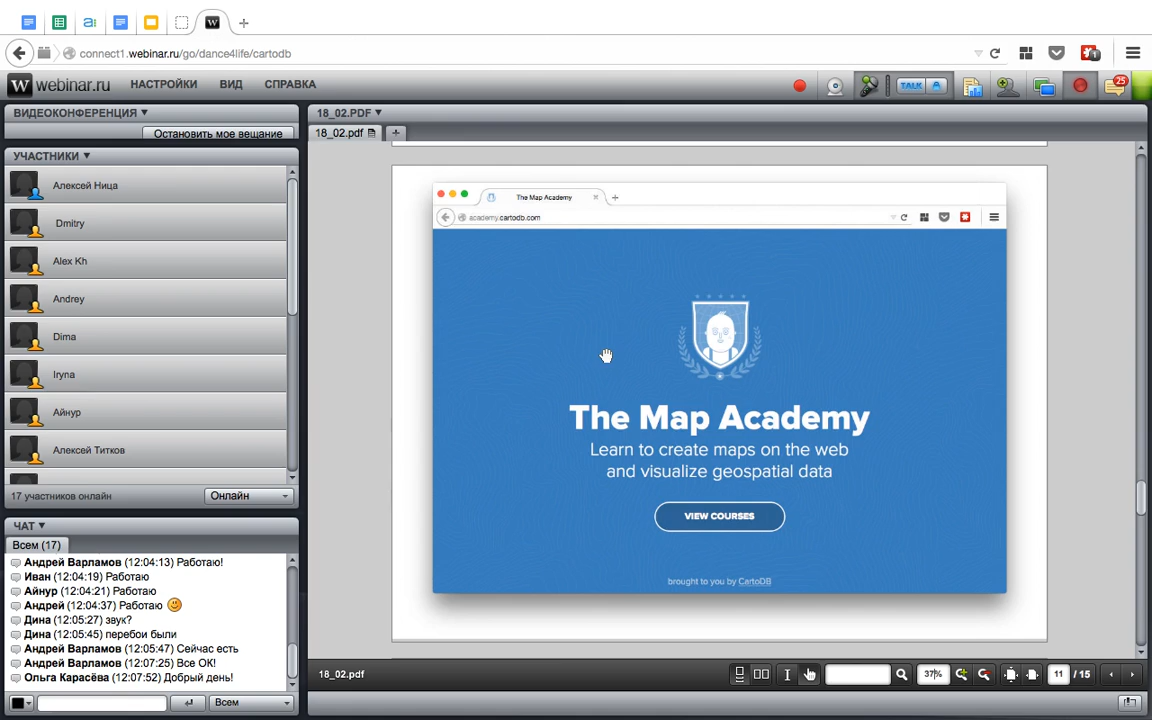 connect1.webinar.ru/go/dance4life/cartodb
webinar.ru НАСТРОЙКИ ВИД СПРАВКА TALK 25
ВИДЕОКОНФЕРЕНЦИЯ
Остановить мое вещание
УЧАСТНИКИ
Алексей Ница
Dmitry
Alex Kh
Andrey
Dima
Iryna
Айнур
Алексей Титков
17 участников онлайн Онлайн
ЧАТ
Всем (17)
Андрей Варламов (12:04:13) Работаю!
Иван (12:04:19) Работаю
Айнур (12:04:21) Работаю
Андрей (12:04:37) Работаю
Дина (12:05:27) звук?
Дина (12:05:45) перебои были
Андрей Варламов (12:05:47) Сейчас есть
Андрей Варламов (12:07:25) Все ОК!
Ольга Карасёва (12:07:52) Добрый день!
Всем
18_02.PDF
18_02.pdf
The Map Academy
academy.cartodb.com
The Map Academy
Learn to create maps on the web
and visualize geospatial data
VIEW COURSES
brought to you by CartoDB
18_02.pdf 37% 11 / 15